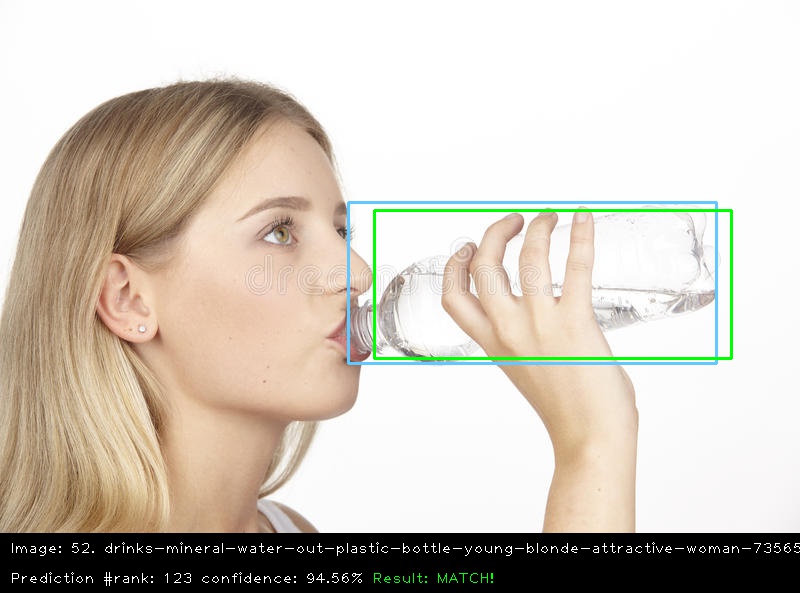 dreamstime
Image: 52. drinks-mineral-water-out-plastic-bottle-young-blonde-attractive-woman-73565
Prediction #rank: 123 confidence: 94.56% Result: MATCH!